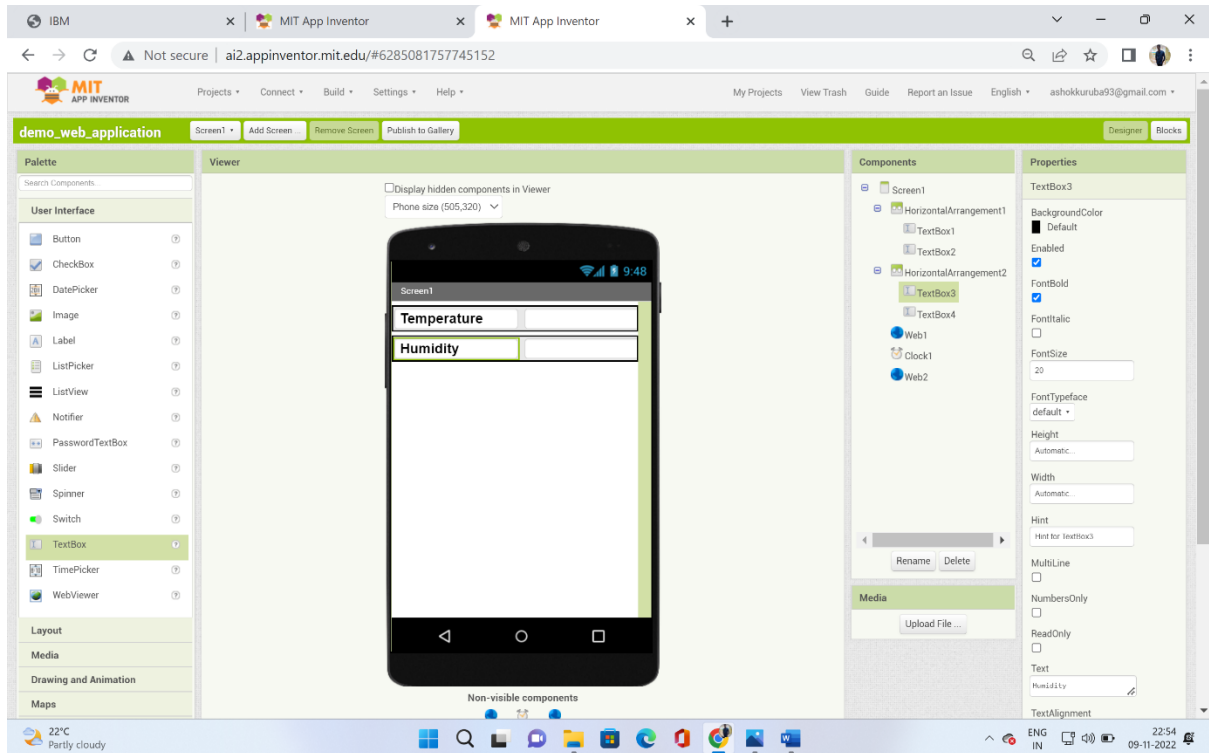 IBM
MIT App Inventor
MIT App Inventor
Not secure | ai2.appinventor.mit.edu/#6285081757745152
MIT
APP INVENTOR
Projects
Connect
Build
Settings
Help
My Projects
View Trash
Guide
Report an Issue
English
ashokkuruba93@gmail.com
demo_web_application
Screen1
Add Screen ...
Remove Screen
Publish to Gallery
Designer
Blocks
Palette
Search Components...
User Interface
Button
CheckBox
DatePicker
Image
Label
ListPicker
ListView
Notifier
PasswordTextBox
Slider
Spinner
Switch
TextBox
TimePicker
WebViewer
Layout
Media
Drawing and Animation
Maps
Viewer
Display hidden components in Viewer
Phone size (505,320)
9:48
Screen1
Temperature
Humidity
Non-visible components
Components
Screen1
HorizontalArrangement1
TextBox1
TextBox2
HorizontalArrangement2
TextBox3
TextBox4
Web1
Clock1
Web2
Rename
Delete
Media
Upload File ...
Properties
TextBox3
BackgroundColor
Default
Enabled
FontBold
FontItalic
FontSize
20
FontTypeface
default
Height
Automatic...
Width
Automatic...
Hint
Hint for TextBox3
MultiLine
NumbersOnly
ReadOnly
Text
Humidity
TextAlignment
22°C
Partly cloudy
ENG
IN
22:54
09-11-2022